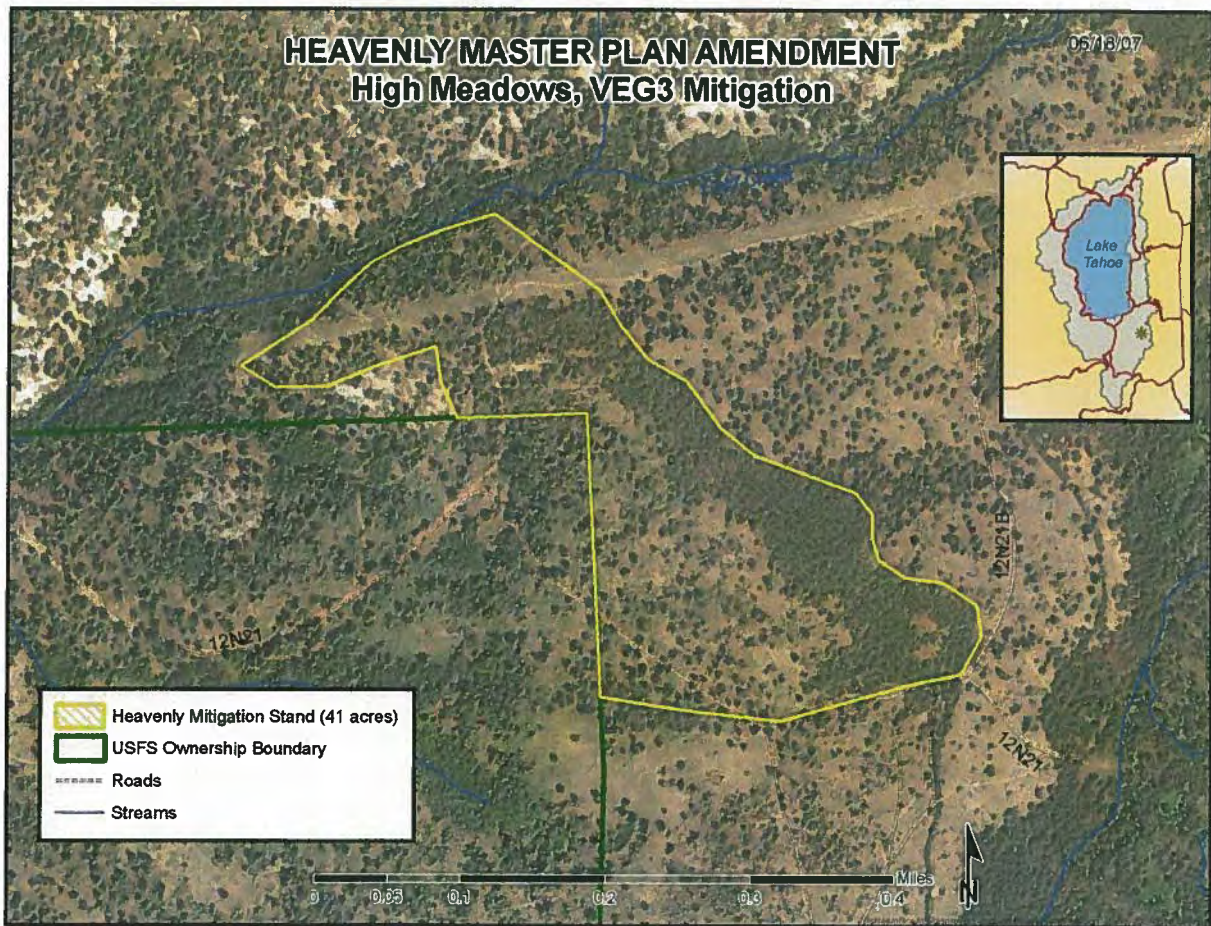 HEAVENLY MASTER PLAN AMENDMENT
High Meadows, VEG3 Mitigation
06/18/07
Lake
Tahoe
12N21B
12N21
12N21
Heavenly Mitigation Stand (41 acres)
USFS Ownership Boundary
Roads
Streams
0 0.05 0.1 0.2 0.3 0.4 Miles
N